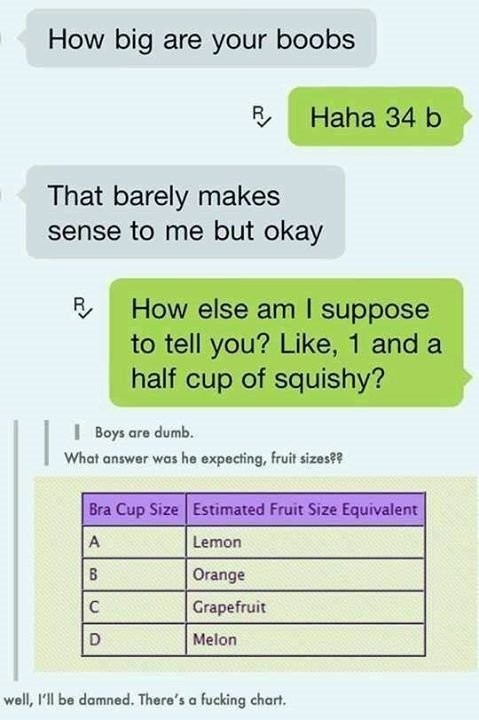 How big are your boobs
R Haha 34 b
That barely makes
sense to me but okay
R How else am I suppose
to tell you? Like, 1 and a
half cup of squishy?
Boys are dumb.
What answer was he expecting, fruit sizes??
Bra Cup Size Estimated Fruit Size Equivalent
A Lemon
B Orange
C Grapefruit
D Melon
well, I'll be damned. There's a fucking chart.